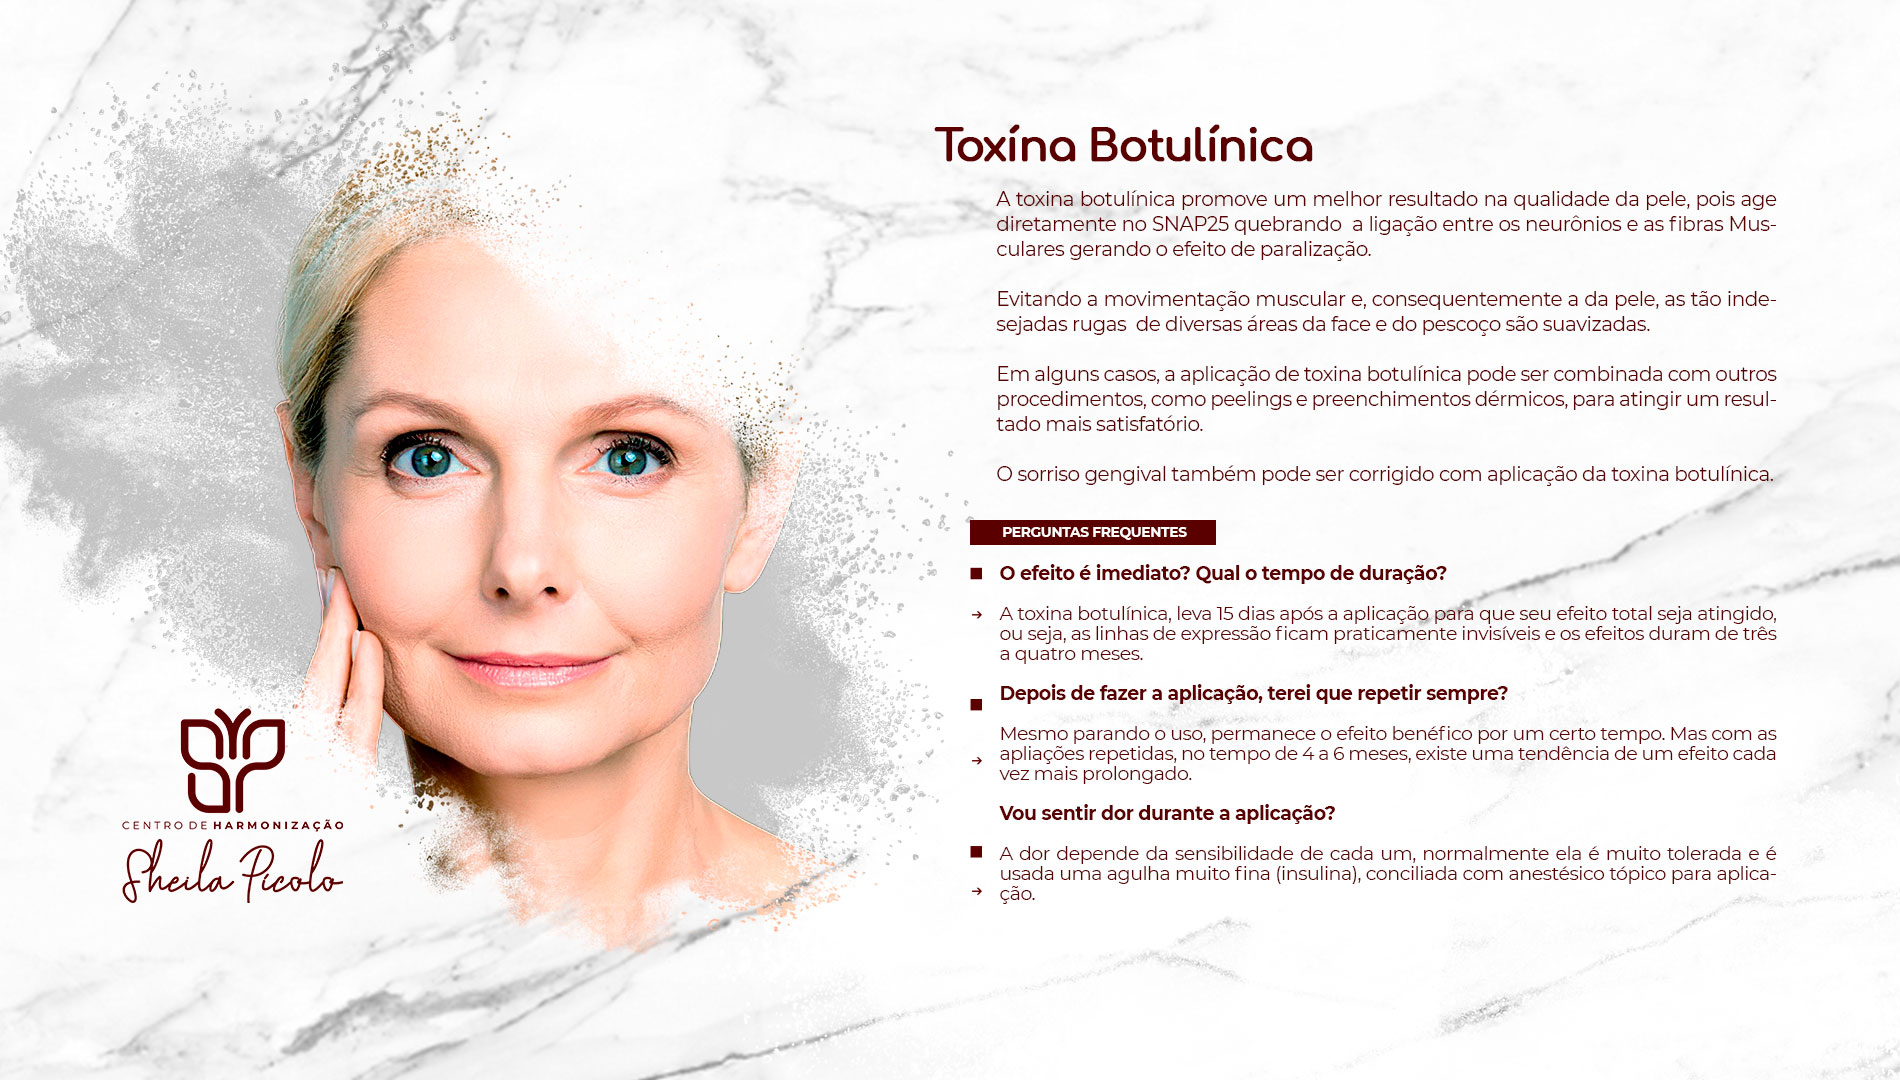 Toxína Botulínica
A toxina botulínica promove um melhor resultado na qualidade da pele, pois age
diretamente no SNAP25 quebrando  a ligação entre os neurônios e as fibras Mus-
culares gerando o efeito de paralização.
Evitando a movimentação muscular e, consequentemente a da pele, as tão inde-
sejadas rugas  de diversas áreas da face e do pescoço são suavizadas.
Em alguns casos, a aplicação de toxina botulínica pode ser combinada com outros
procedimentos, como peelings e preenchimentos dérmicos, para atingir um resul-
tado mais satisfatório.
O sorriso gengival também pode ser corrigido com aplicação da toxina botulínica.
PERGUNTAS FREQUENTES
O efeito é imediato? Qual o tempo de duração?
A toxina botulínica, leva 15 dias após a aplicação para que seu efeito total seja atingido,
ou seja, as linhas de expressão ficam praticamente invisíveis e os efeitos duram de três
a quatro meses.
Depois de fazer a aplicação, terei que repetir sempre?
Mesmo parando o uso, permanece o efeito benéfico por um certo tempo. Mas com as
apliações repetidas, no tempo de 4 a 6 meses, existe uma tendência de um efeito cada
vez mais prolongado.
Vou sentir dor durante a aplicação?
A dor depende da sensibilidade de cada um, normalmente ela é muito tolerada e é
usada uma agulha muito fina (insulina), conciliada com anestésico tópico para aplica-
ção.
CENTRO DE HARMONIZAÇÃO
Sheila Picolo